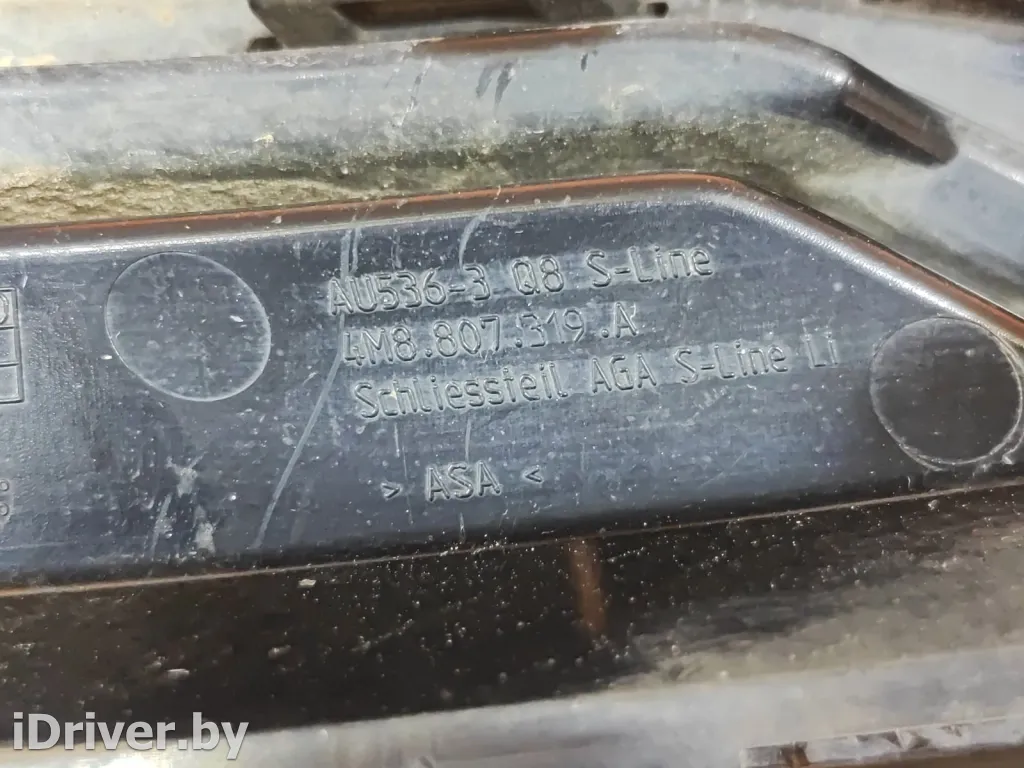 AU536-3 Q8 S-Line
4M8.807.319.A
Schliessteil AGA S-Line Li
> ASA <
iDriver.by